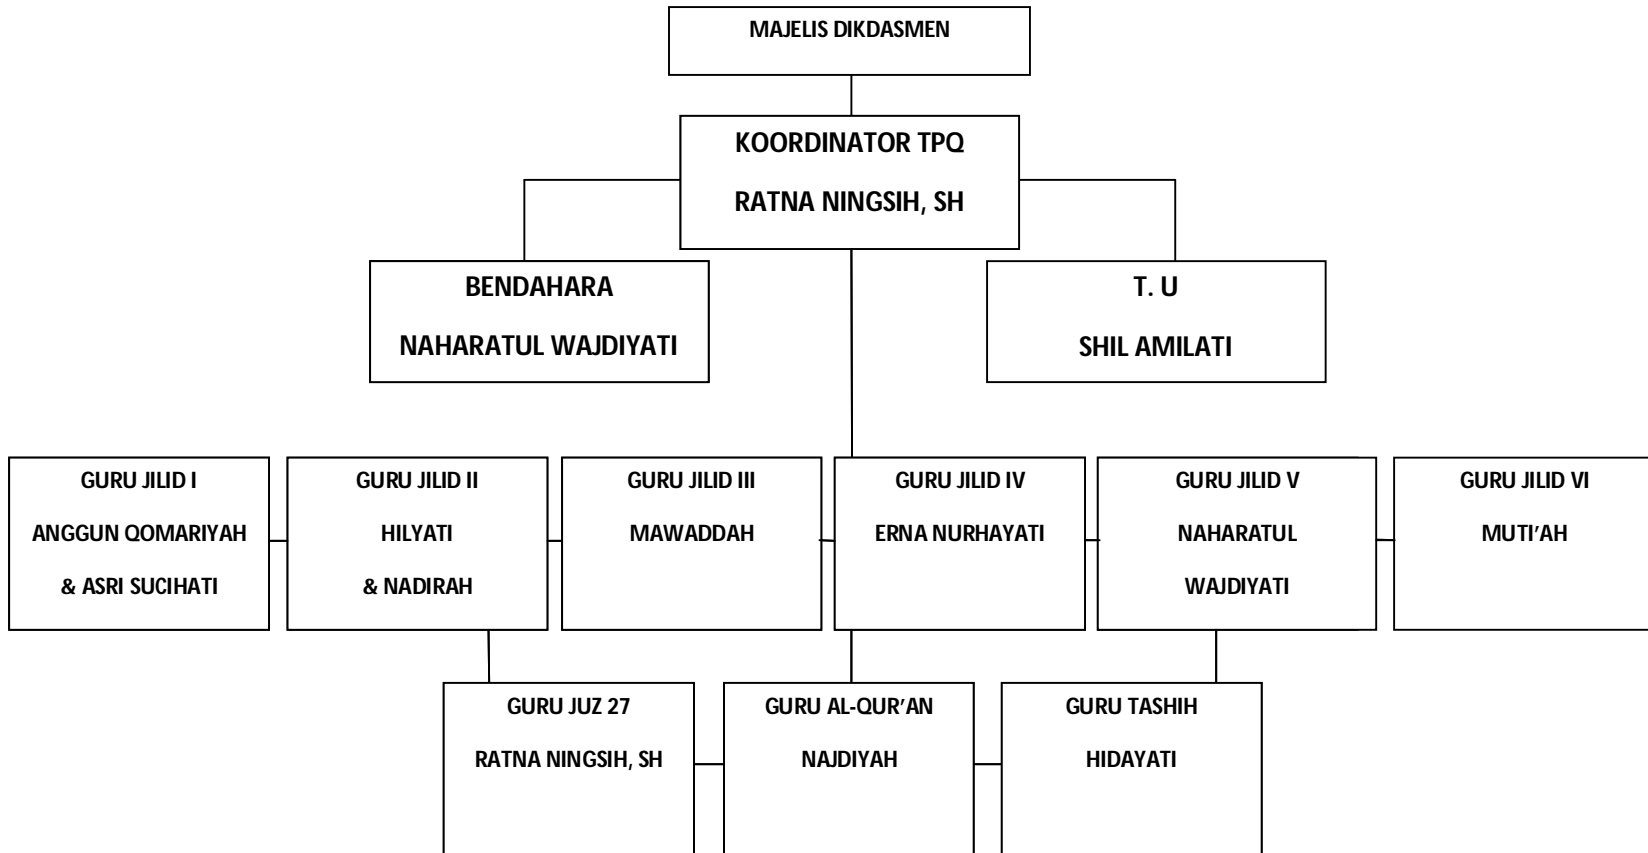 MAJELIS DIKDASMEN
KOORDINATOR TPQ
RATNA NINGSIH, SH
BENDAHARA
NAHARATUL WAJDIYATI
T. U
SHIL AMILATI
GURU JILID I
ANGGUN QOMARIYAH
& ASRI SUCIHATI
GURU JILID II
HILYATI
& NADIRAH
GURU JILID III
MAWADDAH
GURU JILID IV
ERNA NURHAYATI
GURU JILID V
NAHARATUL
WAJDIYATI
GURU JILID VI
MUTI’AH
GURU JUZ 27
RATNA NINGSIH, SH
GURU AL-QUR’AN
NAJDIYAH
GURU TASHIH
HIDAYATI